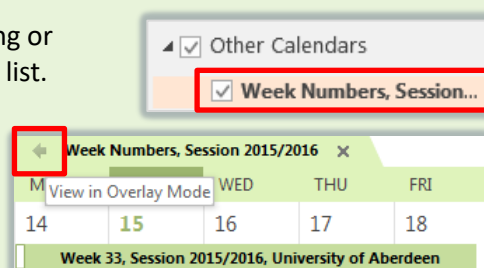 ng or
list.
Other Calendars
Week Numbers, Session...
Week Numbers, Session 2015/2016 ×
M
View in Overlay Mode
WED THU FRI
14 15 16 17 18
Week 33, Session 2015/2016, University of Aberdeen